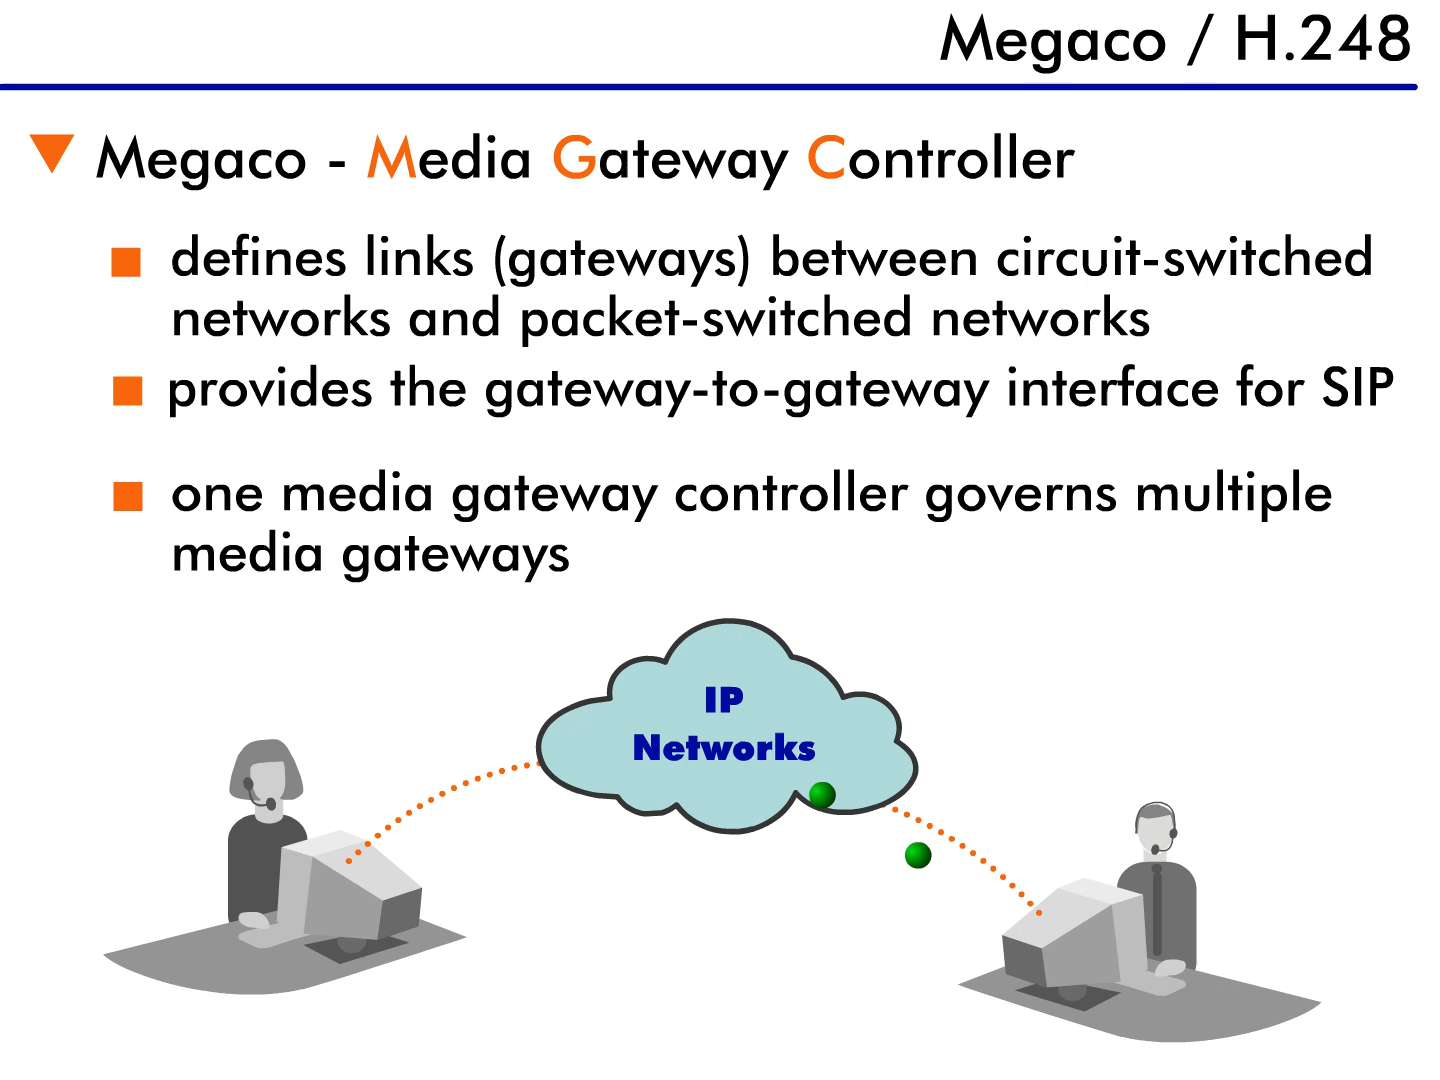 Megaco / H.248
Megaco - Media Gateway Controller
defines links (gateways) between circuit-switched
networks and packet-switched networks
provides the gateway-to-gateway interface for SIP
one media gateway controller governs multiple
media gateways
IP
Networks